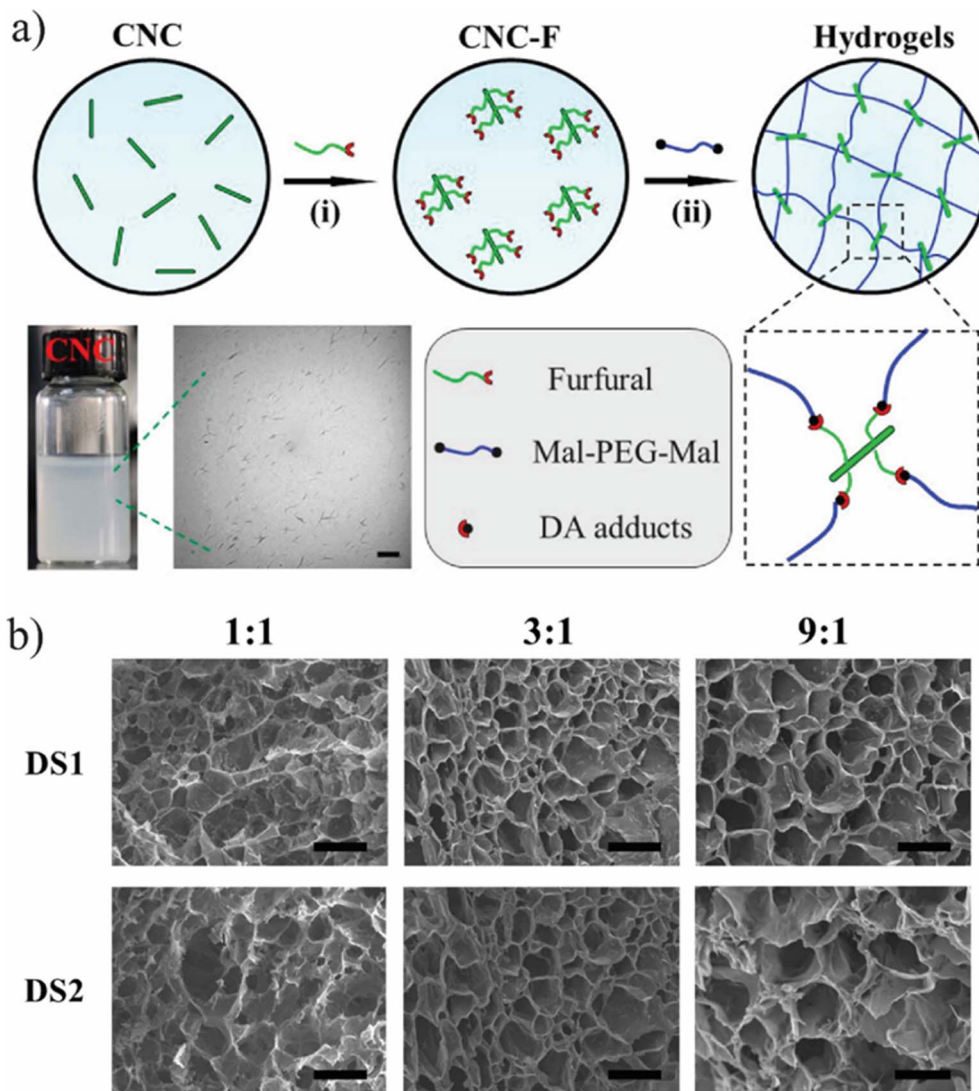 a)
CNC
CNC-F
Hydrogels
(i)
(ii)
CNC
Furfural
Mal-PEG-Mal
DA adducts
b)
1:1
3:1
9:1
DS1
DS2